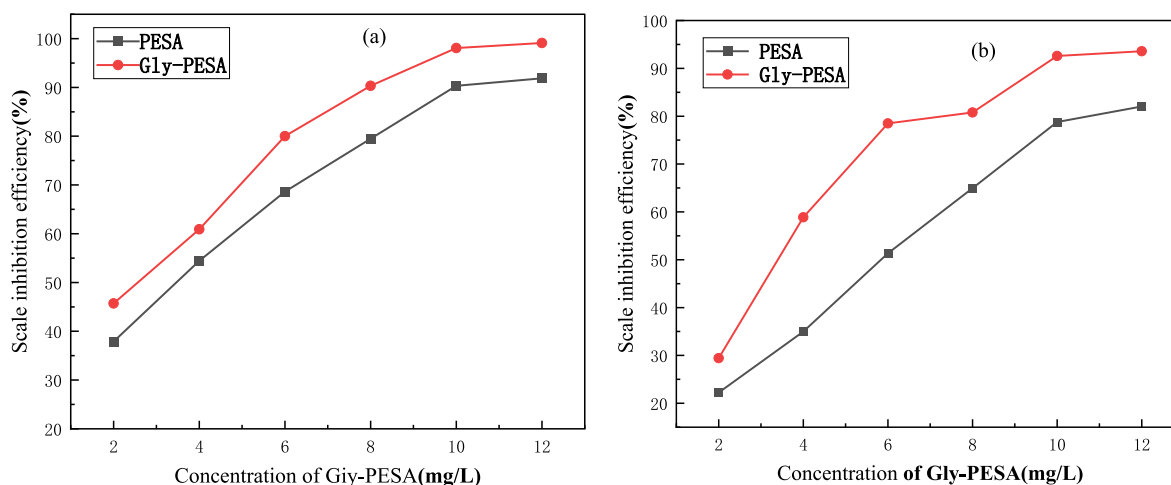 (a)
PESA
Gly-PESA
Scale inhibition efficiency(%)
100
90
80
70
60
50
40
30
20
2 4 6 8 10 12
Concentration of Giy-PESA(mg/L)
(b)
PESA
Gly-PESA
Scale inhibition efficiency(%)
100
90
80
70
60
50
40
30
20
2 4 6 8 10 12
Concentration of Gly-PESA(mg/L)